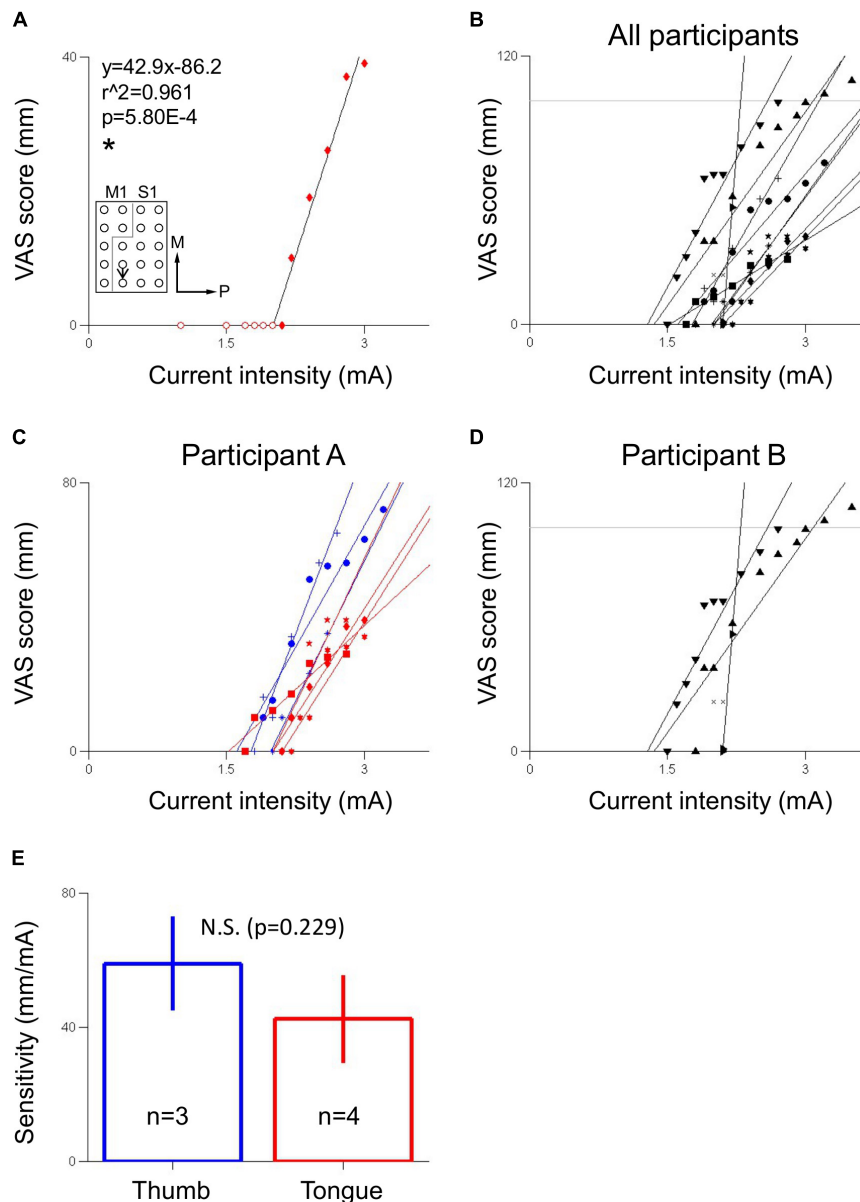 A
40
y=42.9x-86.2
r^2=0.961
p=5.80E-4
*
M1 S1
M
P
VAS score (mm)
0
0 1.5 3
Current intensity (mA)
B
All participants
120
VAS score (mm)
0
0 1.5 3
Current intensity (mA)
C
Participant A
80
VAS score (mm)
0
0 1.5 3
Current intensity (mA)
D
Participant B
120
VAS score (mm)
0
0 1.5 3
Current intensity (mA)
E
80
N.S. (p=0.229)
Sensitivity (mm/mA)
40
n=3 n=4
0
Thumb Tongue